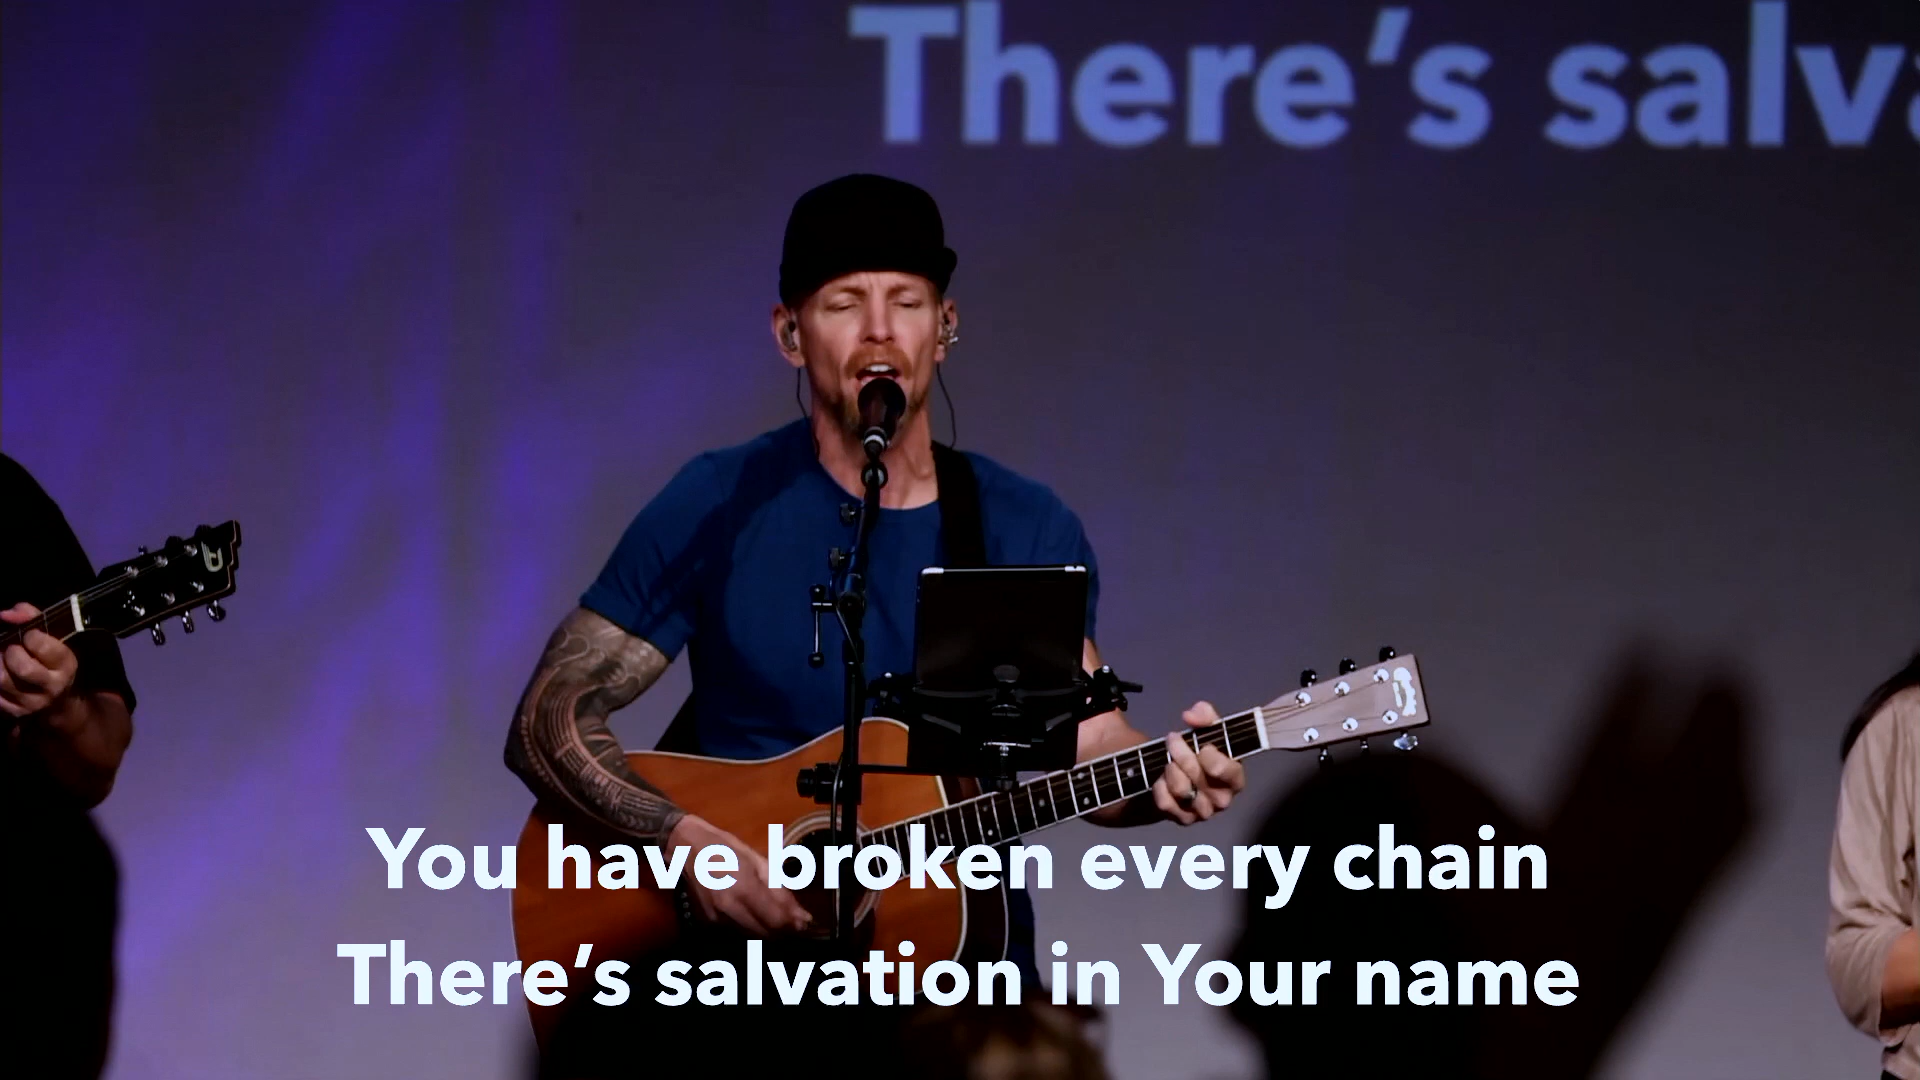 There's salv
You have broken every chain
There's salvation in Your name